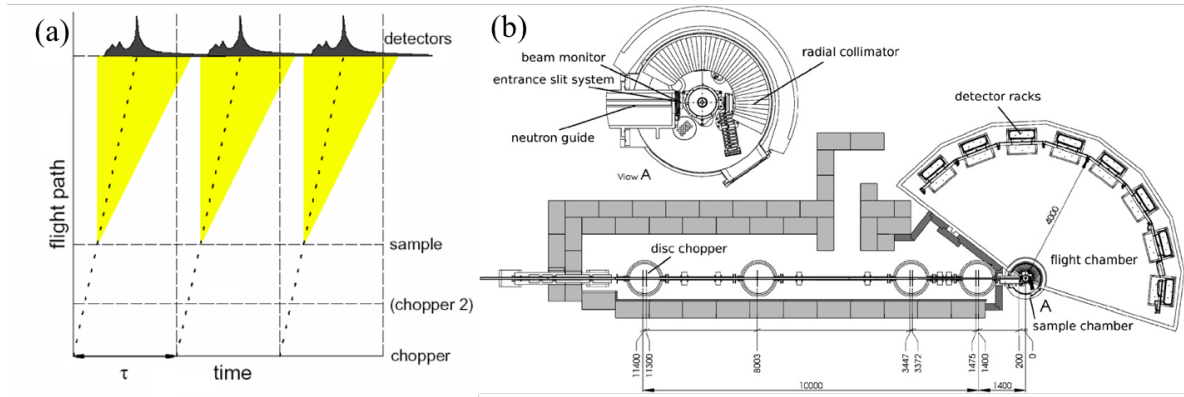 (a)
detectors
flight path
sample
(chopper 2)
chopper
τ
time
(b)
beam monitor
entrance slit system
neutron guide
radial collimator
View A
detector racks
4000
disc chopper
flight chamber
A
sample chamber
11400
11300
8003
3447
3372
1475
1400
200
0
10000
1400